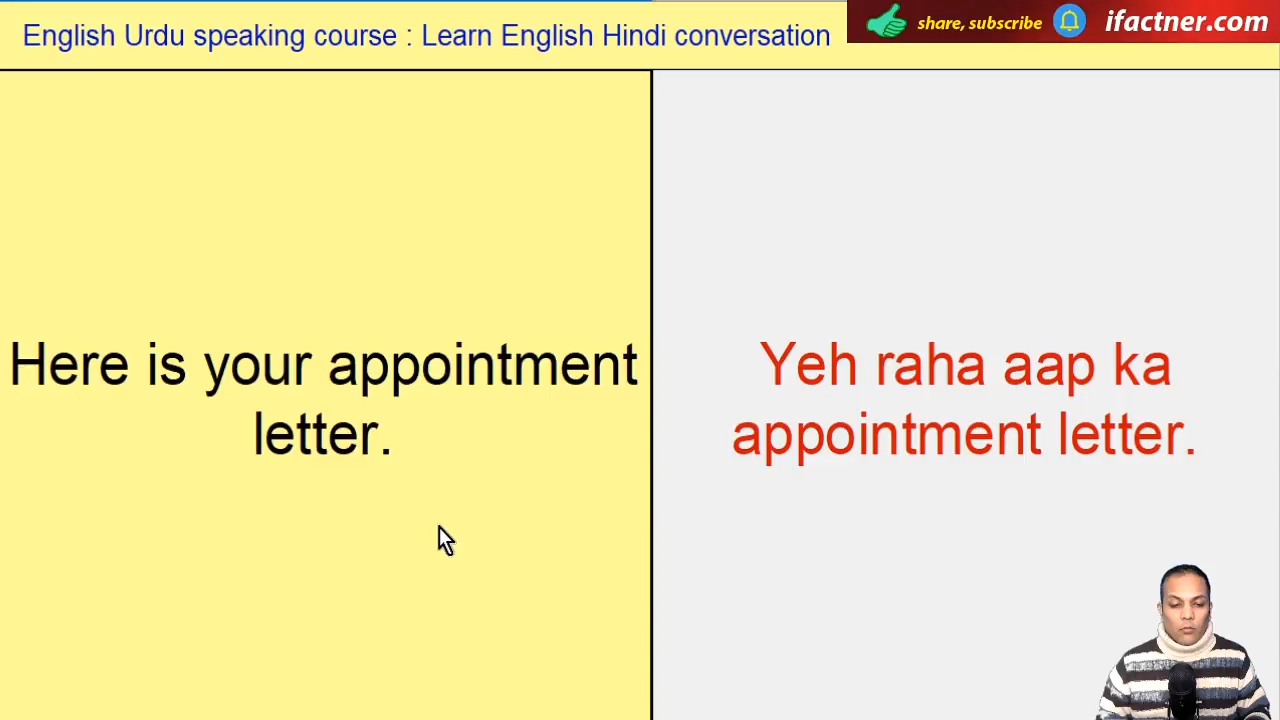 English Urdu speaking course : Learn English Hindi conversation
share, subscribe
ifactner.com
Here is your appointment
letter.
Yeh raha aap ka
appointment letter.